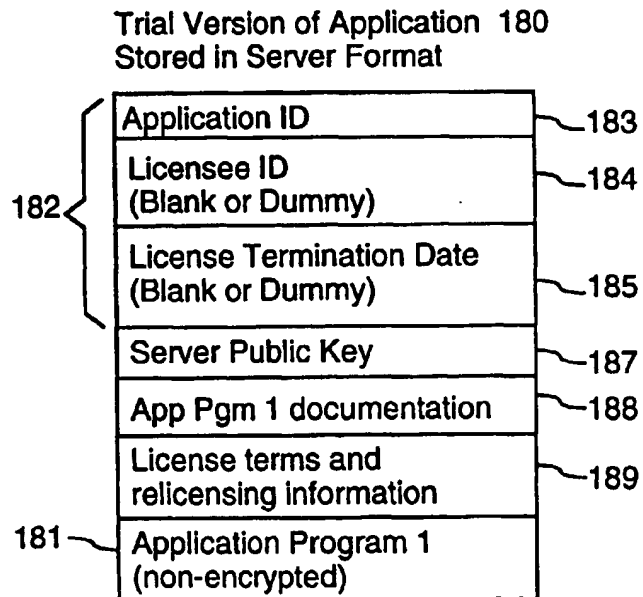 Trial Version of Application 180
Stored in Server Format
Application ID
183
Licensee ID
(Blank or Dummy)
184
182
License Termination Date
(Blank or Dummy)
185
Server Public Key
187
App Pgm 1 documentation
188
License terms and
relicensing information
189
181
Application Program 1
(non-encrypted)